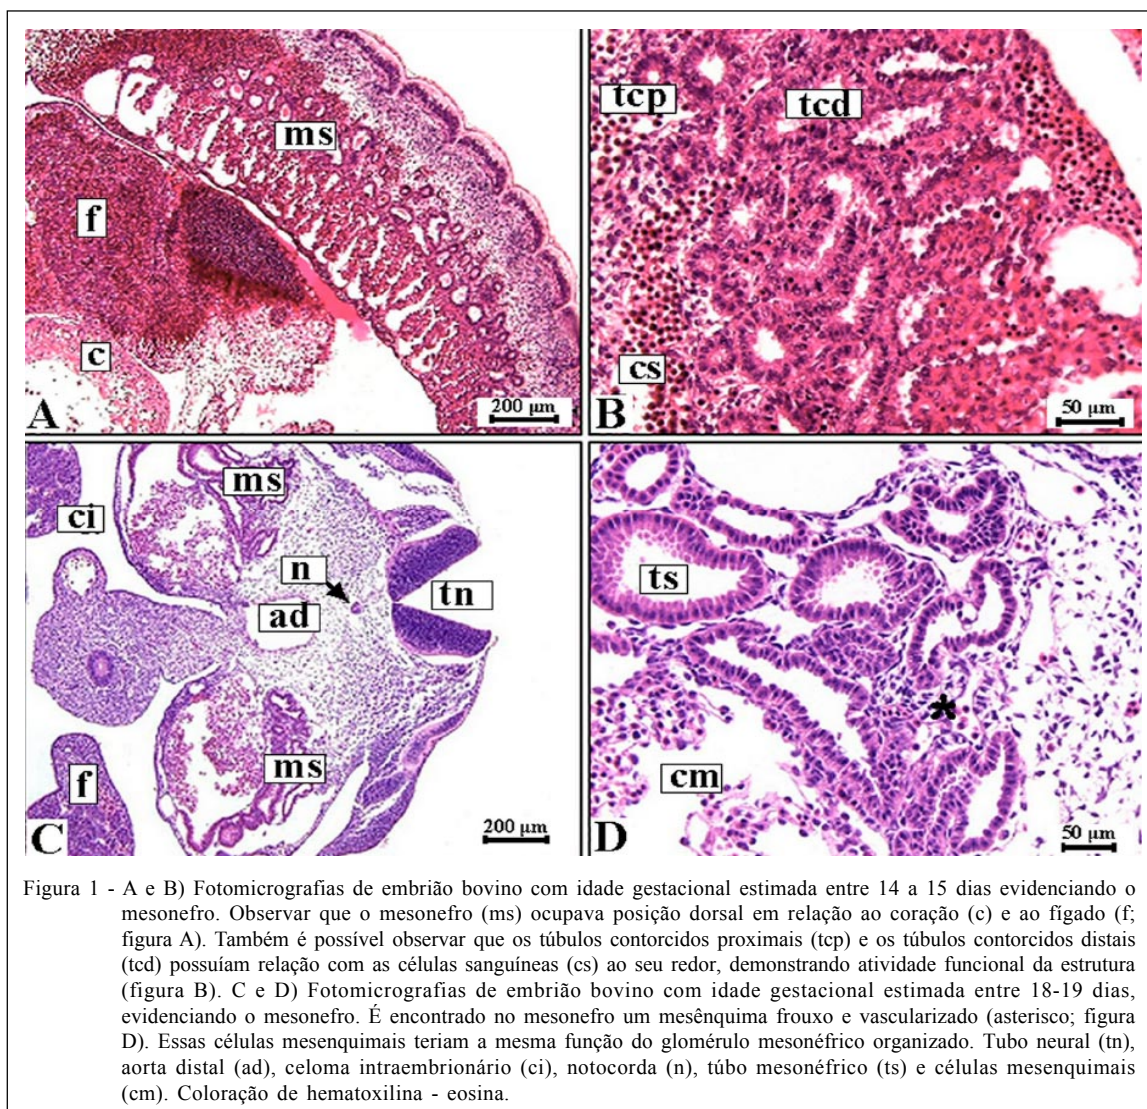 ms
f
c
A
200 µm
tcp
tcd
cs
B
50 µm
ms
ci
n
ad
tn
ms
f
C
200 µm
ts
*
cm
D
50 µm
Figura 1 - A e B) Fotomicrografias de embrião bovino com idade gestacional estimada entre 14 a 15 dias evidenciando o
mesonefro. Observar que o mesonefro (ms) ocupava posição dorsal em relação ao coração (c) e ao fígado (f;
figura A). Também é possível observar que os túbulos contorcidos proximais (tcp) e os túbulos contorcidos distais
(tcd) possuíam relação com as células sanguíneas (cs) ao seu redor, demonstrando atividade funcional da estrutura
(figura B). C e D) Fotomicrografias de embrião bovino com idade gestacional estimada entre 18-19 dias,
evidenciando o mesonefro. É encontrado no mesonefro um mesênquima frouxo e vascularizado (asterisco; figura
D). Essas células mesenquimais teriam a mesma função do glomérulo mesonéfrico organizado. Tubo neural (tn),
aorta distal (ad), celoma intraembrionário (ci), notocorda (n), túbo mesonéfrico (ts) e células mesenquimais
(cm). Coloração de hematoxilina - eosina.